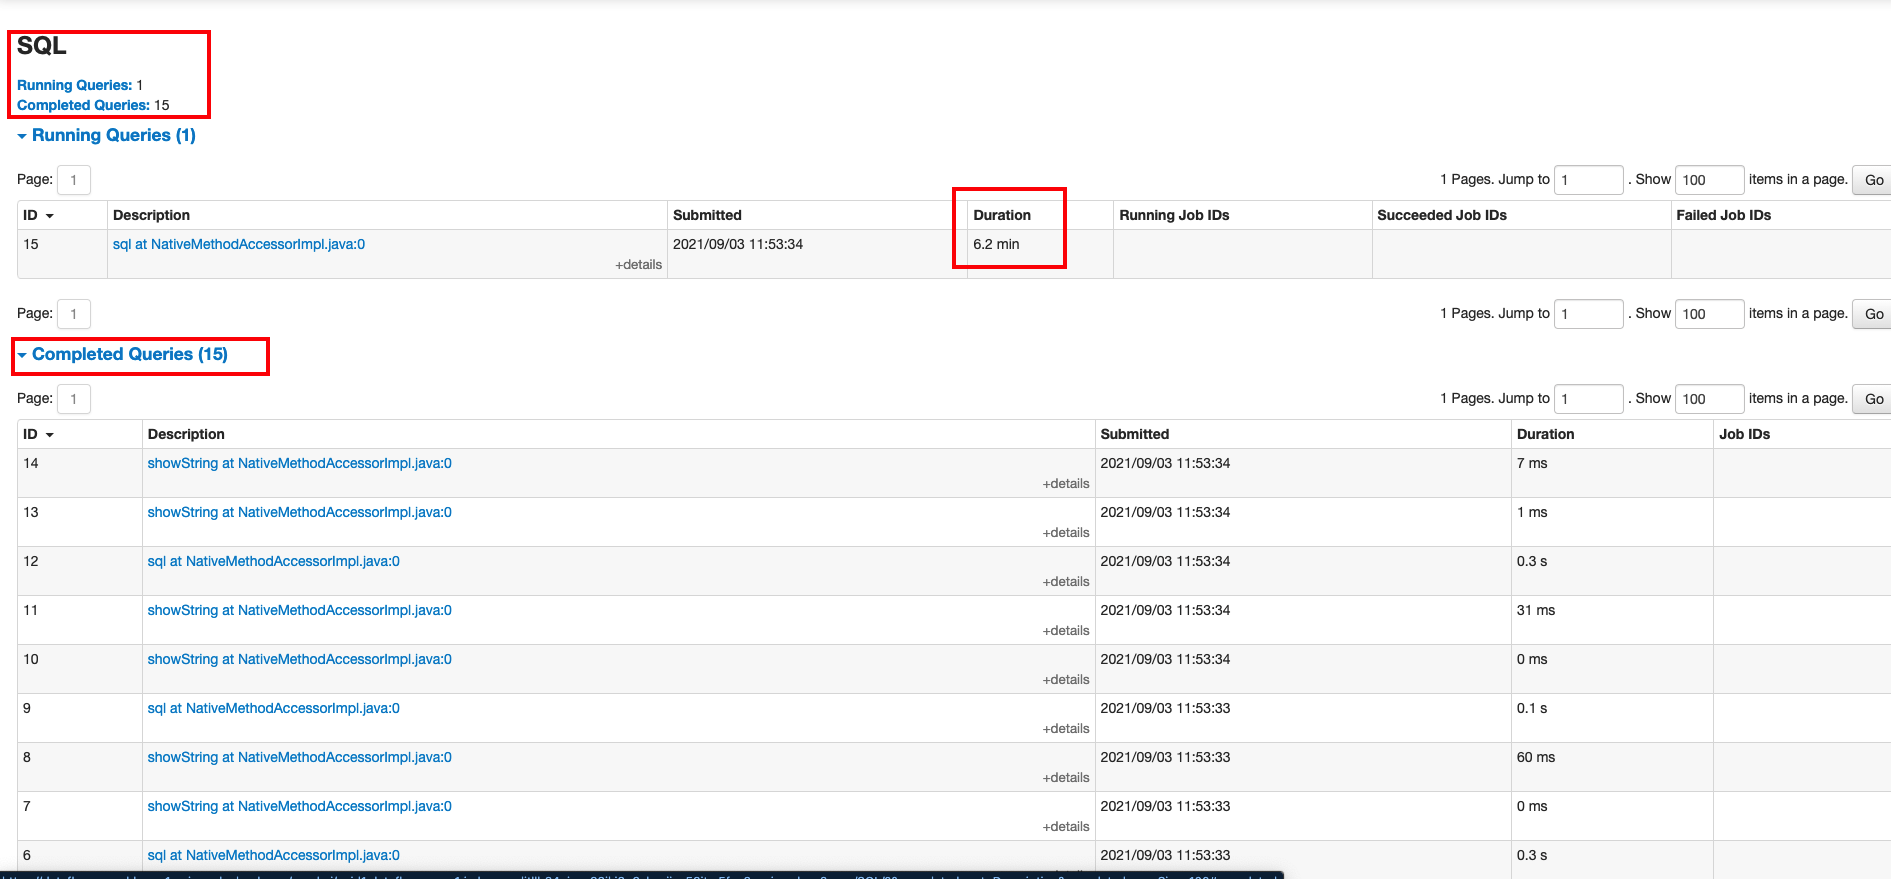 SQL
Running Queries: 1
Completed Queries: 15
Running Queries (1)
Page: 1 1 Pages. Jump to 1 . Show 100 items in a page. Go
ID Description Submitted Duration Running Job IDs Succeeded Job IDs Failed Job IDs
15 sql at NativeMethodAccessorImpl.java:0 2021/09/03 11:53:34 6.2 min
+details
Page: 1 1 Pages. Jump to 1 . Show 100 items in a page. Go
Completed Queries (15)
Page: 1 1 Pages. Jump to 1 . Show 100 items in a page. Go
ID Description Submitted Duration Job IDs
14 showString at NativeMethodAccessorImpl.java:0 2021/09/03 11:53:34 7 ms
+details
13 showString at NativeMethodAccessorImpl.java:0 2021/09/03 11:53:34 1 ms
+details
12 sql at NativeMethodAccessorImpl.java:0 2021/09/03 11:53:34 0.3 s
+details
11 showString at NativeMethodAccessorImpl.java:0 2021/09/03 11:53:34 31 ms
+details
10 showString at NativeMethodAccessorImpl.java:0 2021/09/03 11:53:34 0 ms
+details
9 sql at NativeMethodAccessorImpl.java:0 2021/09/03 11:53:33 0.1 s
+details
8 showString at NativeMethodAccessorImpl.java:0 2021/09/03 11:53:33 60 ms
+details
7 showString at NativeMethodAccessorImpl.java:0 2021/09/03 11:53:33 0 ms
+details
6 sql at NativeMethodAccessorImpl.java:0 2021/09/03 11:53:33 0.3 s